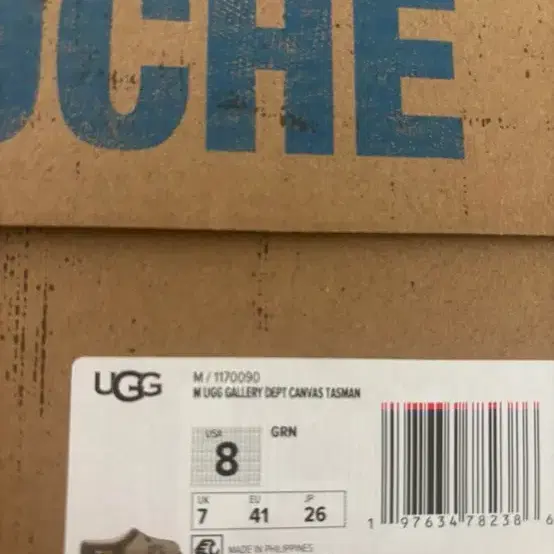 OCHE
UGG
M / 1170090
M UGG GALLERY DEPT CANVAS TASMAN
USA
8
GRN
UK
7
EU
41
JP
26
1 97634 78238 6
MADE IN PHILIPPINES